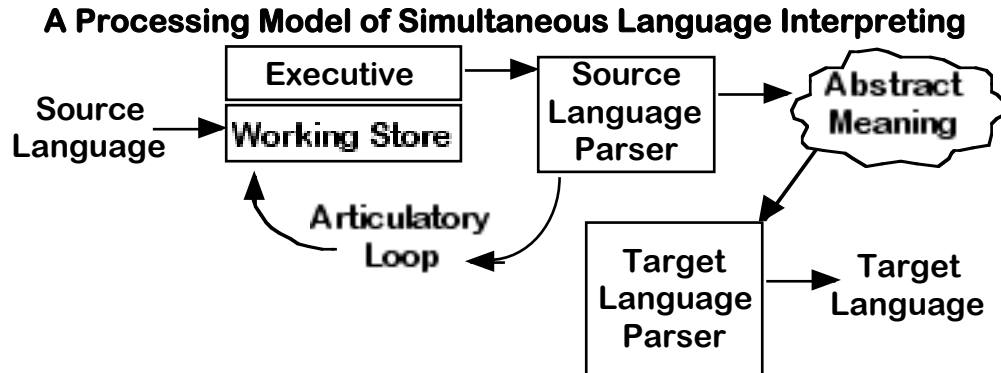 A Processing Model of Simultaneous Language Interpreting
Source
Language
Executive
Working Store
Source
Language
Parser
Abstract
Meaning
Articulatory
Loop
Target
Language
Parser
Target
Language